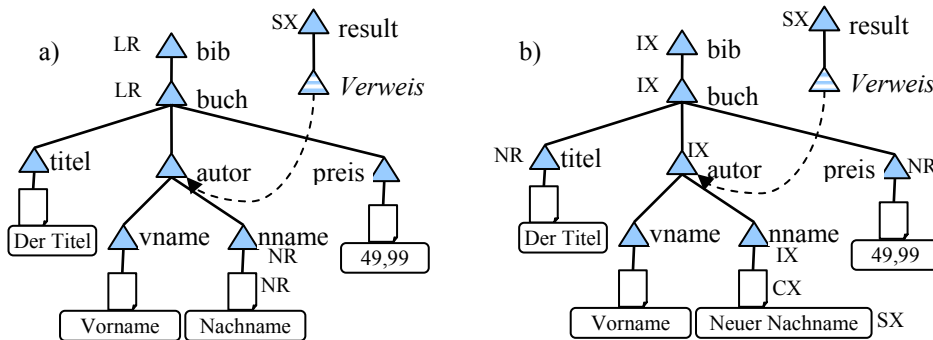 a)
LR bib
SX result
LR buch
Verweis
titel
autor
preis
Der Titel
vname
nname
NR
49,99
NR
Vorname
Nachname
b)
IX bib
SX result
IX buch
Verweis
NR titel
IX autor
preis NR
Der Titel
vname
nname
IX
49,99
CX
Vorname
Neuer Nachname SX